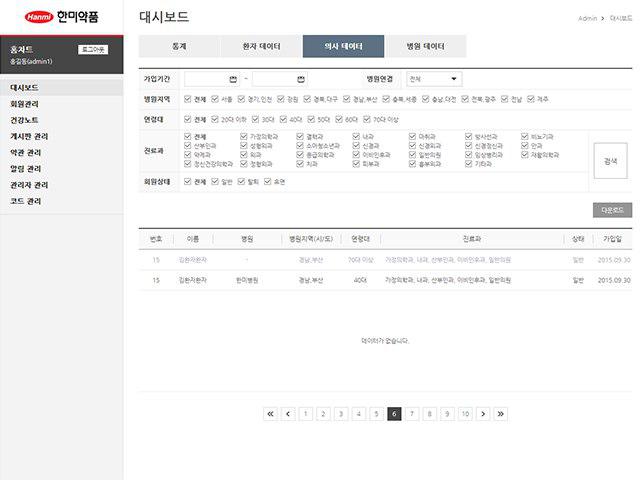 Hanmi 한미약품
홈챠트
홍길동(admin1)
로그아웃
대시보드
회원관리
건강노트
게시판 관리
약관 관리
알림 관리
관리자 관리
코드 관리
대시보드
Admin > 대시보드
통계 환자 데이터 의사 데이터 병원 데이터
가입기간 ~ 병원연결 전체
병원지역 전체 서울 경기,인천 강원 경북,대구 경남,부산 충북,세종 충남,대전 전북,광주 전남 제주
연령대 전체 20대 이하 30대 40대 50대 60대 70대 이상
진료과
전체 가정의학과 결핵과 내과 마취과 방사선과 비뇨기과
산부인과 성형외과 소아청소년과 신경과 신경외과 신경정신과 안과
외과 응급의학과 이비인후과 일반의원 임상병리과 재활의학과
정신건강의학과 정형외과 치과 피부과 흉부외과 기타과
검색
회원상태 전체 일반 탈퇴 휴면
다운로드
번호 이름 병원 병원지역(시/도) 연령대 진료과 상태 가입일
15 김환자환자 - 경남,부산 70대 이상 가정의학과, 내과, 산부인과, 이비인후과, 일반의원 일반 2015.09.30
15 김환자환자 한미병원 경남,부산 40대 가정의학과, 내과, 산부인과, 이비인후과, 일반의원 일반 2015.09.30
데이터가 없습니다.
1 2 3 4 5 6 7 8 9 10